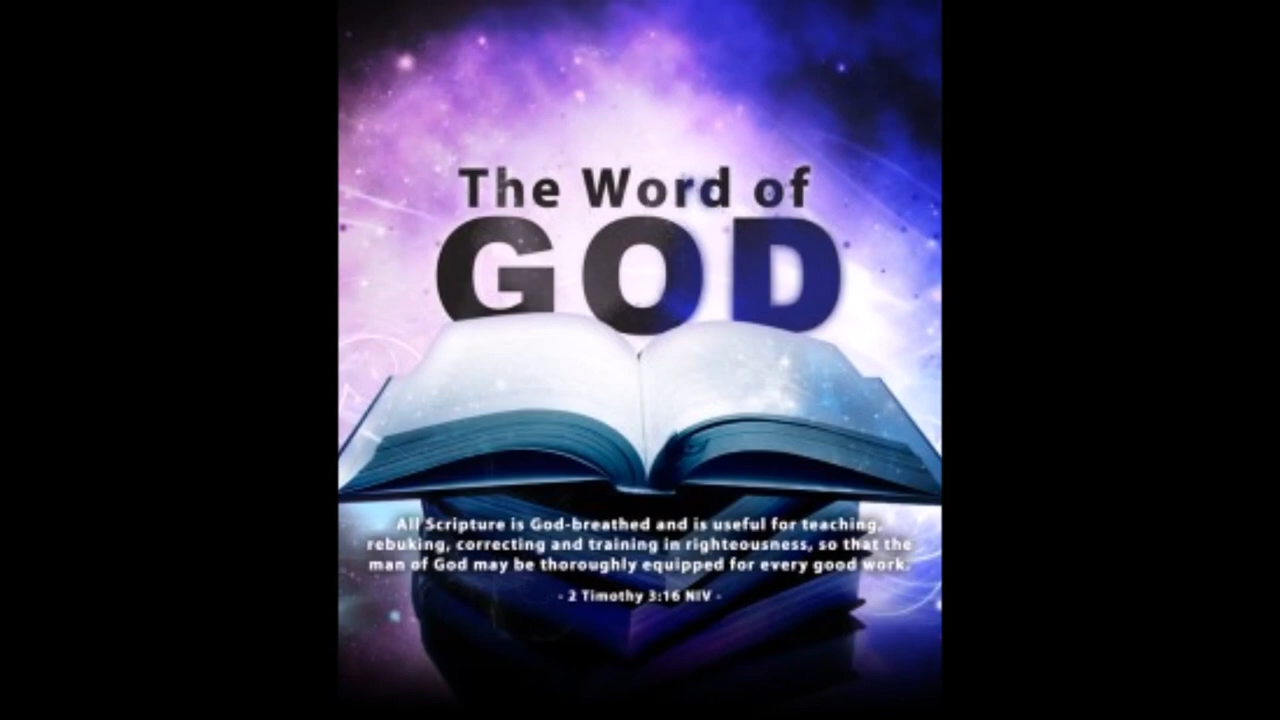 The Word of
GOD
All Scripture is God-breathed and is useful for teaching,
rebuking, correcting and training in righteousness, so that the
man of God may be thoroughly equipped for every good work.
- 2 Timothy 3:16 NIV -